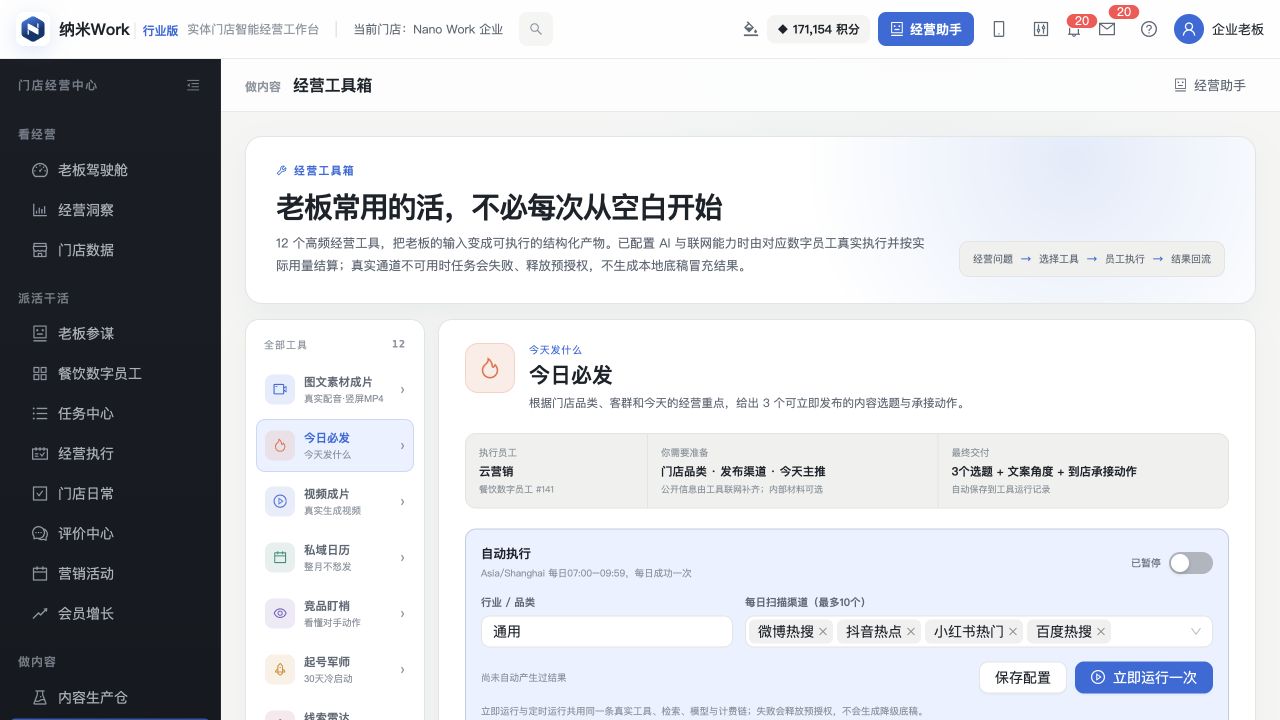 纳米Work 行业版 实体门店智能经营工作台 当前门店：Nano Work 企业 ◆ 171,154 积分 经营助手 20 20 企业老板
门店经营中心
看经营
老板驾驶舱
经营洞察
门店数据
派活干活
老板参谋
餐饮数字员工
任务中心
经营执行
门店日常
评价中心
营销活动
会员增长
做内容
内容生产仓
做内容 经营工具箱 经营助手
经营工具箱
老板常用的活，不必每次从空白开始
12 个高频经营工具，把老板的输入变成可执行的结构化产物。已配置 AI 与联网能力时由对应数字员工真实执行并按实
际用量结算；真实通道不可用时任务会失败、释放预授权，不生成本地底稿冒充结果。
经营问题 → 选择工具 → 员工执行 → 结果回流
全部工具 12
图文素材成片
真实配音·竖屏MP4
今日必发
今天发什么
视频成片
真实生成视频
私域日历
整月不愁发
竞品盯梢
看懂对手动作
起号军师
30天冷启动
线索雷达
今天发什么
今日必发
根据门店品类、客群和今天的经营重点，给出 3 个可立即发布的内容选题与承接动作。
执行员工
云营销
餐饮数字员工 #141
你需要准备
门店品类 · 发布渠道 · 今天主推
公开信息由工具联网补齐；内部材料可选
最终交付
3个选题 + 文案角度 + 到店承接动作
自动保存到工具运行记录
自动执行
Asia/Shanghai 每日07:00—09:59，每日成功一次
已暂停
行业 / 品类
通用
每日扫描渠道（最多10个）
微博热搜 × 抖音热点 × 小红书热门 × 百度热搜 ×
尚未自动产生过结果
保存配置 立即运行一次
立即运行与定时运行共用同一条真实工具、检索、模型与计费链；失败会释放预授权，不会生成降级底稿。